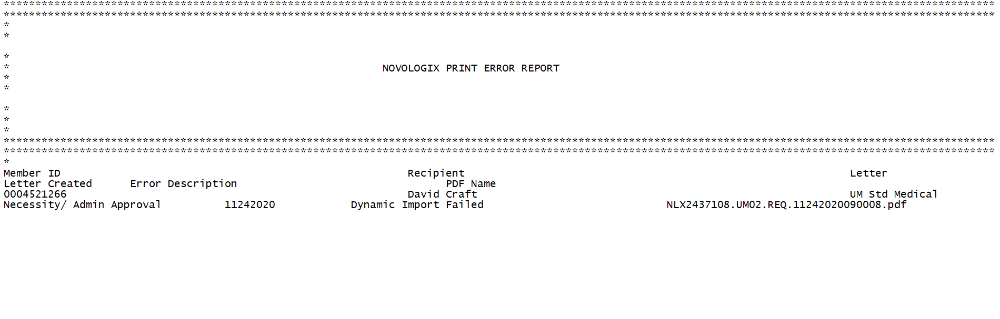 *************************************************************************************************************************************************************
*************************************************************************************************************************************************************
*
*
*
* NOVOLOGIX PRINT ERROR REPORT
*
*
*
*
*
*************************************************************************************************************************************************************
*************************************************************************************************************************************************************
*
Member ID Recipient Letter
Letter Created Error Description PDF Name
0004521266 David Craft UM Std Medical
Necessity/ Admin Approval 11242020 Dynamic Import Failed NLX2437108.UM02.REQ.11242020090008.pdf